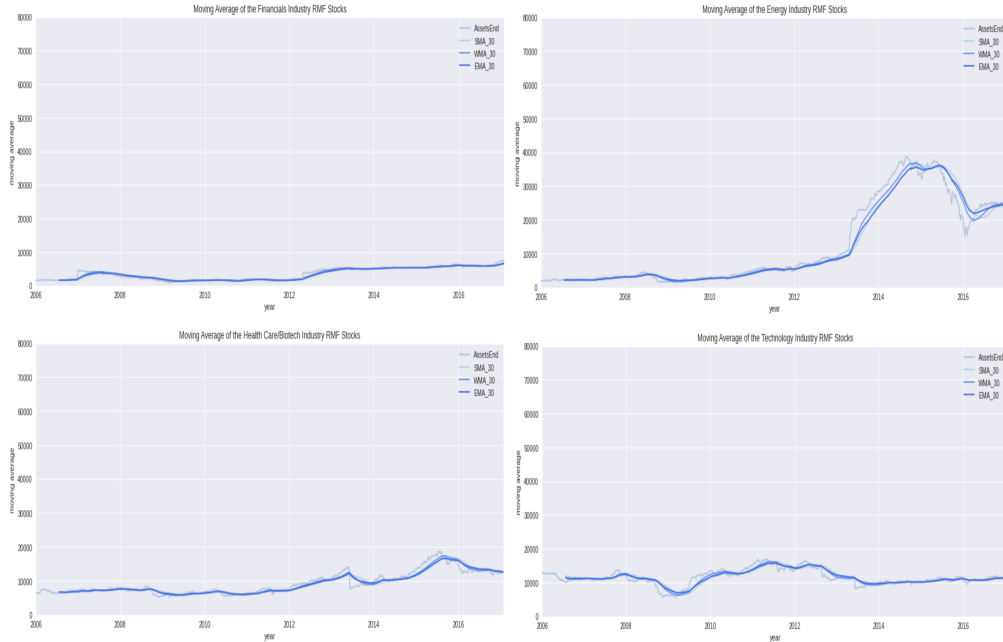 Moving Average of the Financials Industry RMF Stocks
80000
70000
60000
50000
40000
30000
20000
10000
0
moving average
AssetsEnd
SMA_30
WMA_30
EMA_30
2006 2008 2010 2012 2014 2016
year
Moving Average of the Energy Industry RMF Stocks
80000
70000
60000
50000
40000
30000
20000
10000
0
moving average
AssetsEnd
SMA_30
WMA_30
EMA_30
2006 2008 2010 2012 2014 2016
year
Moving Average of the Health Care/Biotech Industry RMF Stocks
80000
70000
60000
50000
40000
30000
20000
10000
0
moving average
AssetsEnd
SMA_30
WMA_30
EMA_30
2006 2008 2010 2012 2014 2016
year
Moving Average of the Technology Industry RMF Stocks
80000
70000
60000
50000
40000
30000
20000
10000
0
moving average
AssetsEnd
SMA_30
WMA_30
EMA_30
2006 2008 2010 2012 2014 2016
year